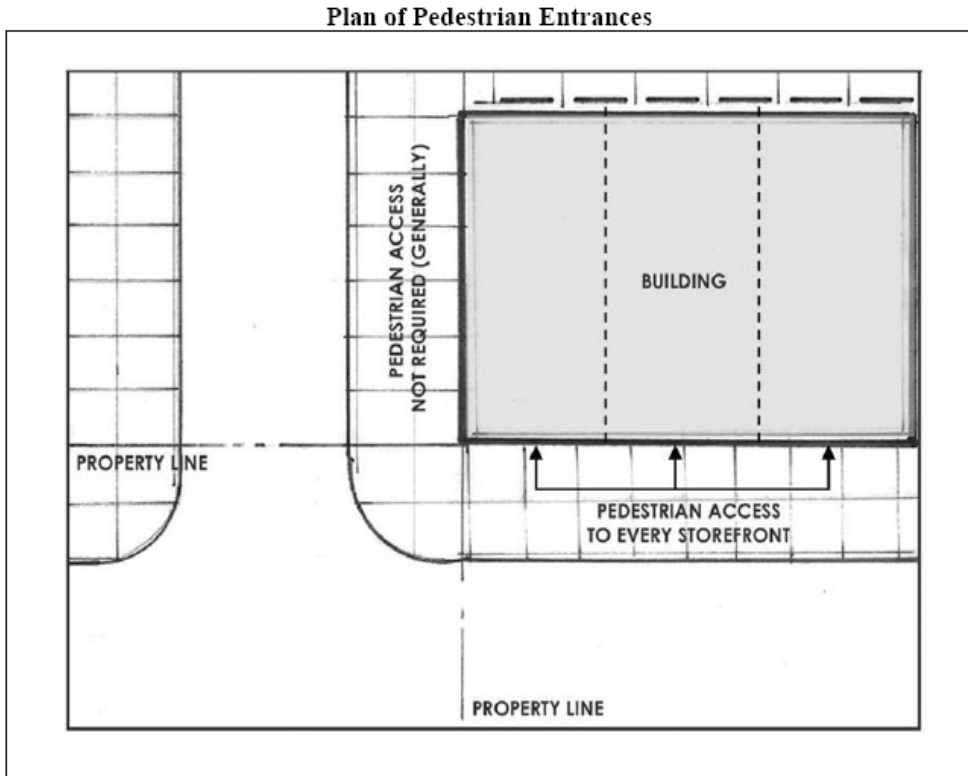 Plan of Pedestrian Entrances
PEDESTRIAN ACCESS
NOT REQUIRED (GENERALLY)
BUILDING
PROPERTY LINE
PEDESTRIAN ACCESS
TO EVERY STOREFRONT
PROPERTY LINE